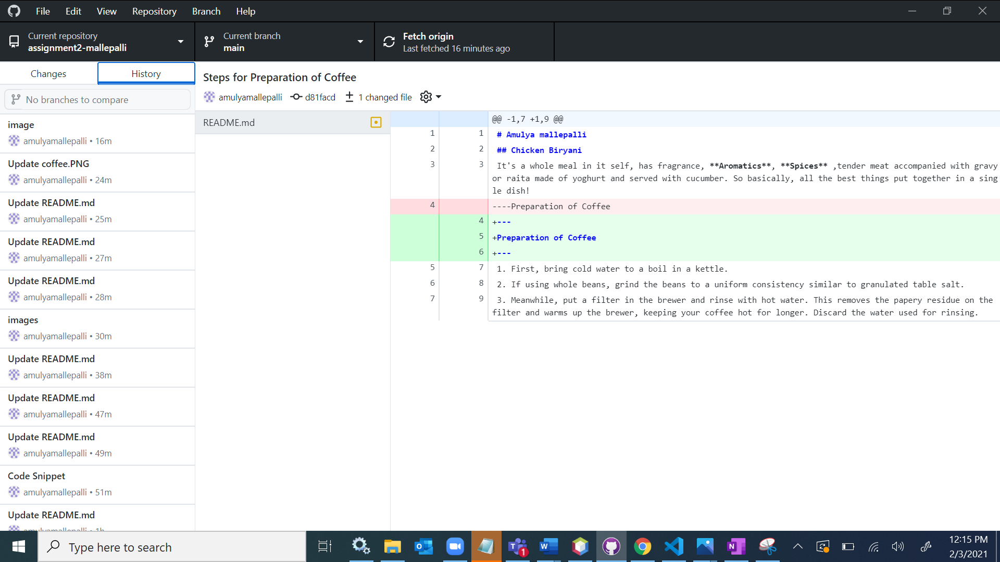 File Edit View Repository Branch Help
Current repository
assignment2-mallepalli
Current branch
main
Fetch origin
Last fetched 16 minutes ago
Changes
History
No branches to compare
image
amulyamallepalli • 16m
Update coffee.PNG
amulyamallepalli • 24m
Update README.md
amulyamallepalli • 25m
Update README.md
amulyamallepalli • 27m
Update README.md
amulyamallepalli • 28m
images
amulyamallepalli • 30m
Update README.md
amulyamallepalli • 38m
Update README.md
amulyamallepalli • 47m
Update README.md
amulyamallepalli • 49m
Code Snippet
amulyamallepalli • 51m
Update README.md
amulyamallepalli • 1h
Steps for Preparation of Coffee
amulyamallepalli d81facd 1 changed file
README.md
@@ -1,7 +1,9 @@
1 1 # Amulya mallepalli
2 2 ## Chicken Biryani
3 3 It's a whole meal in it self, has fragrance, **Aromatics**, **Spices** ,tender meat accompanied with gravy
or raita made of yoghurt and served with cucumber. So basically, all the best things put together in a sing
le dish!
4 ----Preparation of Coffee
4 +---
5 +Preparation of Coffee
6 +---
5 7 1. First, bring cold water to a boil in a kettle.
6 8 2. If using whole beans, grind the beans to a uniform consistency similar to granulated table salt.
7 9 3. Meanwhile, put a filter in the brewer and rinse with hot water. This removes the papery residue on the
filter and warms up the brewer, keeping your coffee hot for longer. Discard the water used for rinsing.
Type here to search
1
12:15 PM
2/3/2021